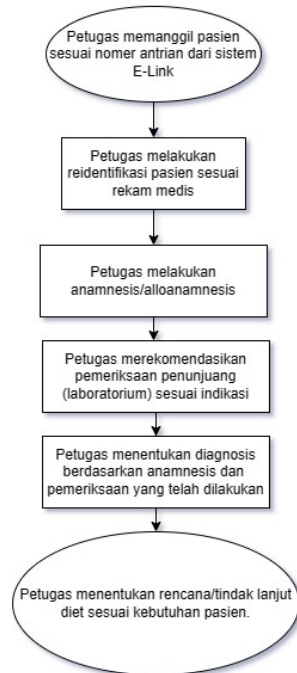 Petugas memanggil pasien
sesuai nomer antrian dari sistem
E-Link
Petugas melakukan
reidentifikasi pasien sesuai
rekam medis
Petugas melakukan
anamnesis/alloanamnesis
Petugas merekomendasikan
pemeriksaan penunjuang
(laboratorium) sesuai indikasi
Petugas menentukan diagnosis
berdasarkan anamnesis dan
pemeriksaan yang telah dilakukan
Petugas menentukan rencana/tindak lanjut
diet sesuai kebutuhan pasien.